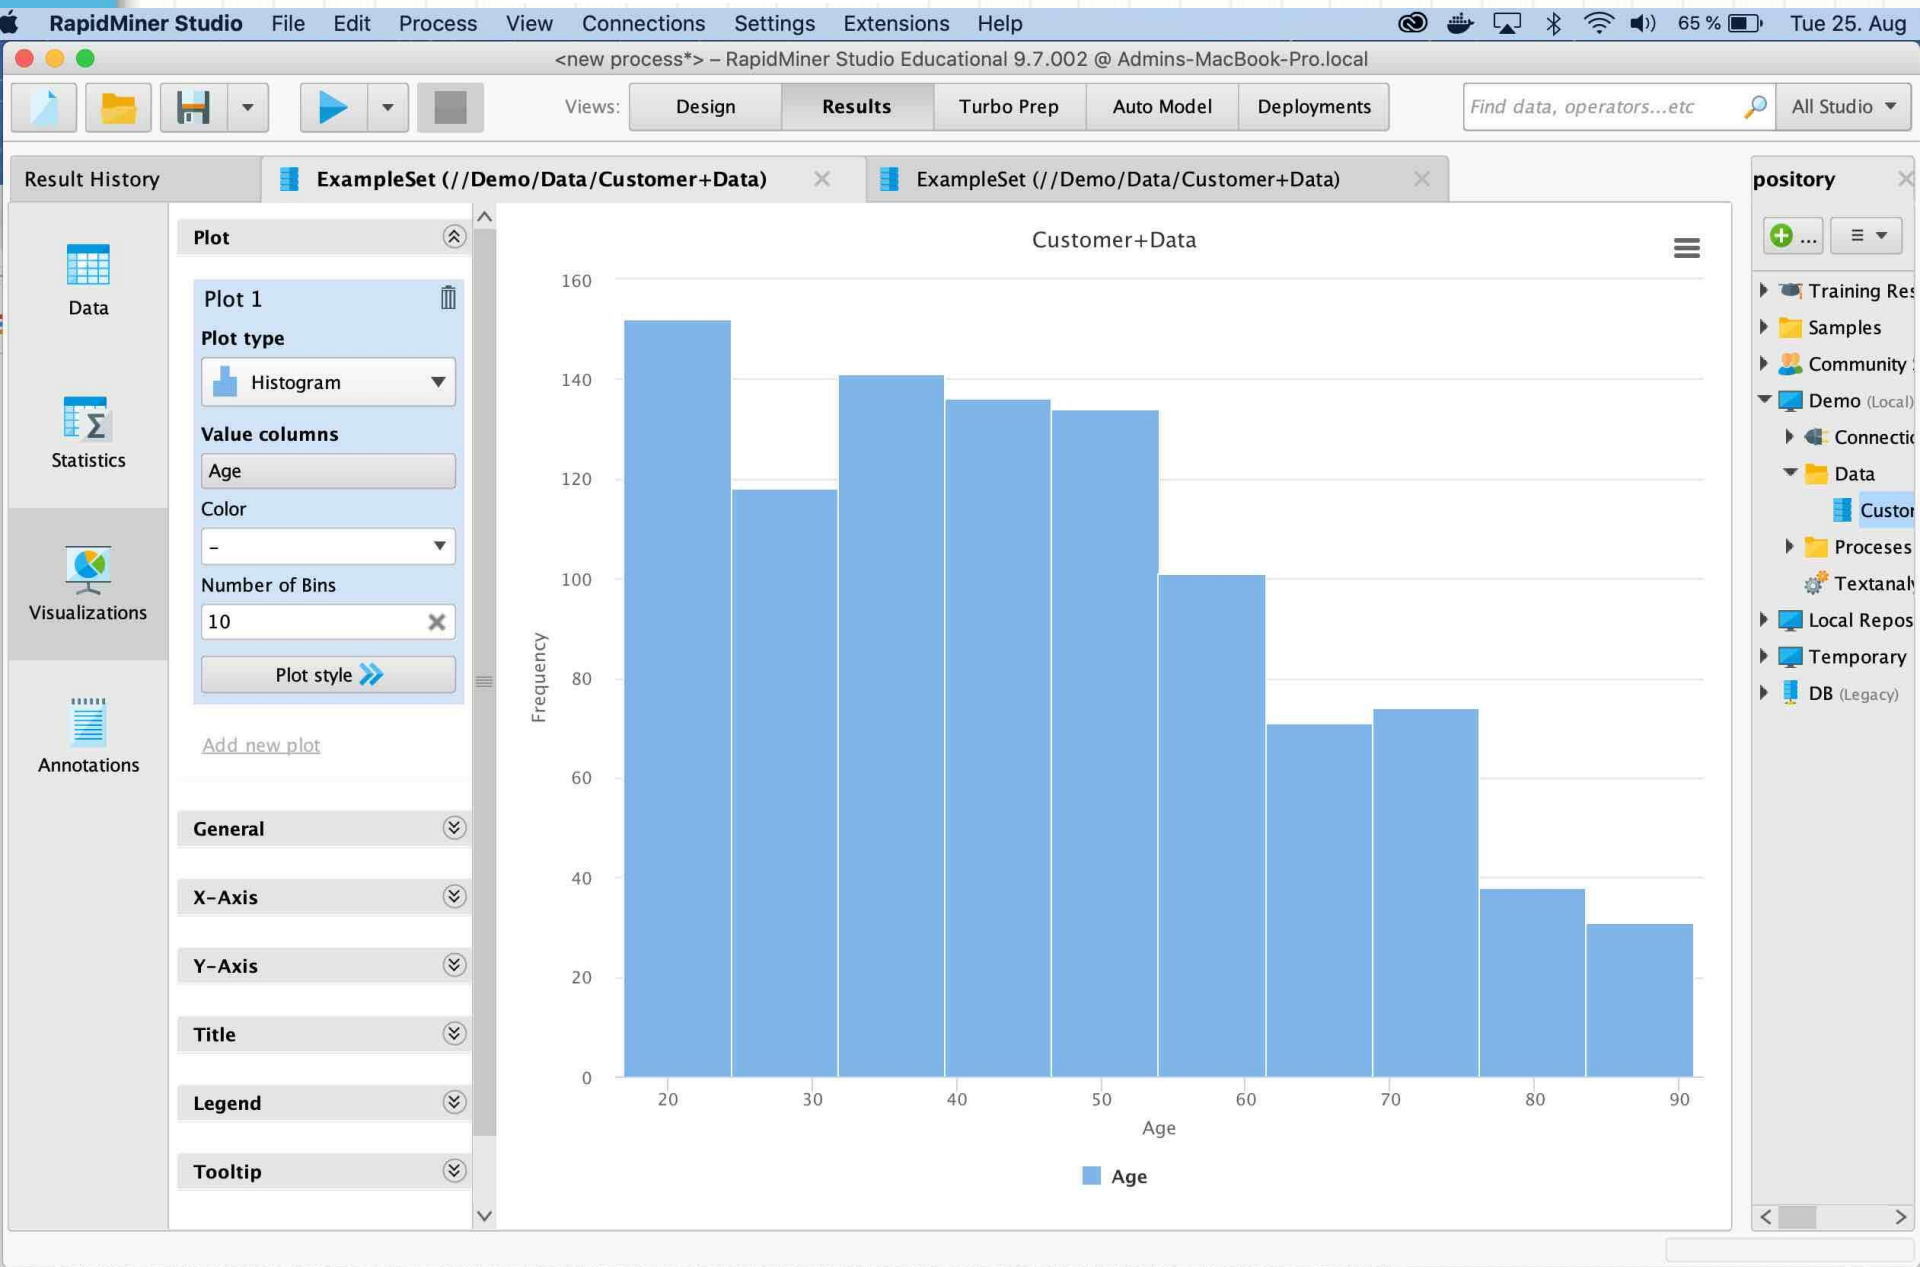 RapidMiner Studio File Edit Process View Connections Settings Extensions Help 65 % Tue 25. Aug
<new process*> – RapidMiner Studio Educational 9.7.002 @ Admins-MacBook-Pro.local
Views: Design Results Turbo Prep Auto Model Deployments Find data, operators...etc All Studio
Result History ExampleSet (//Demo/Data/Customer+Data) ExampleSet (//Demo/Data/Customer+Data) pository
Data
Statistics
Visualizations
Annotations
Plot
Plot 1
Plot type
Histogram
Value columns
Age
Color
–
Number of Bins
10
Plot style
Add new plot
General
X-Axis
Y-Axis
Title
Legend
Tooltip
Customer+Data
Frequency
160
140
120
100
80
60
40
20
0
20 30 40 50 60 70 80 90
Age
Age
...
Training Res
Samples
Community
Demo (Local)
Connectio
Data
Custor
Proceses
Textanaly
Local Repos
Temporary
DB (Legacy)